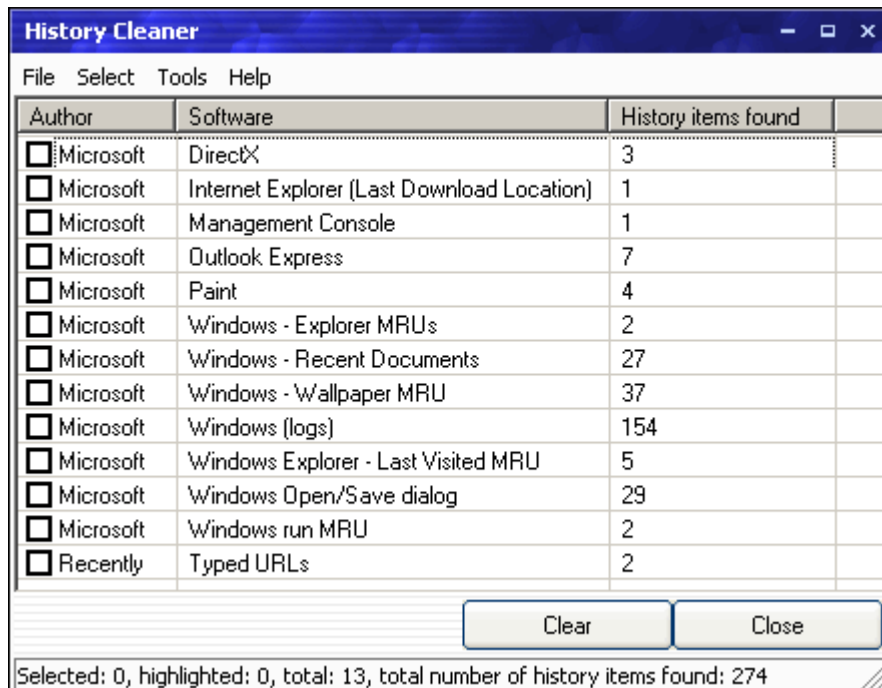 History Cleaner
File Select Tools Help
Author Software History items found
Microsoft DirectX 3
Microsoft Internet Explorer (Last Download Location) 1
Microsoft Management Console 1
Microsoft Outlook Express 7
Microsoft Paint 4
Microsoft Windows - Explorer MRUs 2
Microsoft Windows - Recent Documents 27
Microsoft Windows - Wallpaper MRU 37
Microsoft Windows (logs) 154
Microsoft Windows Explorer - Last Visited MRU 5
Microsoft Windows Open/Save dialog 29
Microsoft Windows run MRU 2
Recently Typed URLs 2
Clear Close
Selected: 0, highlighted: 0, total: 13, total number of history items found: 274